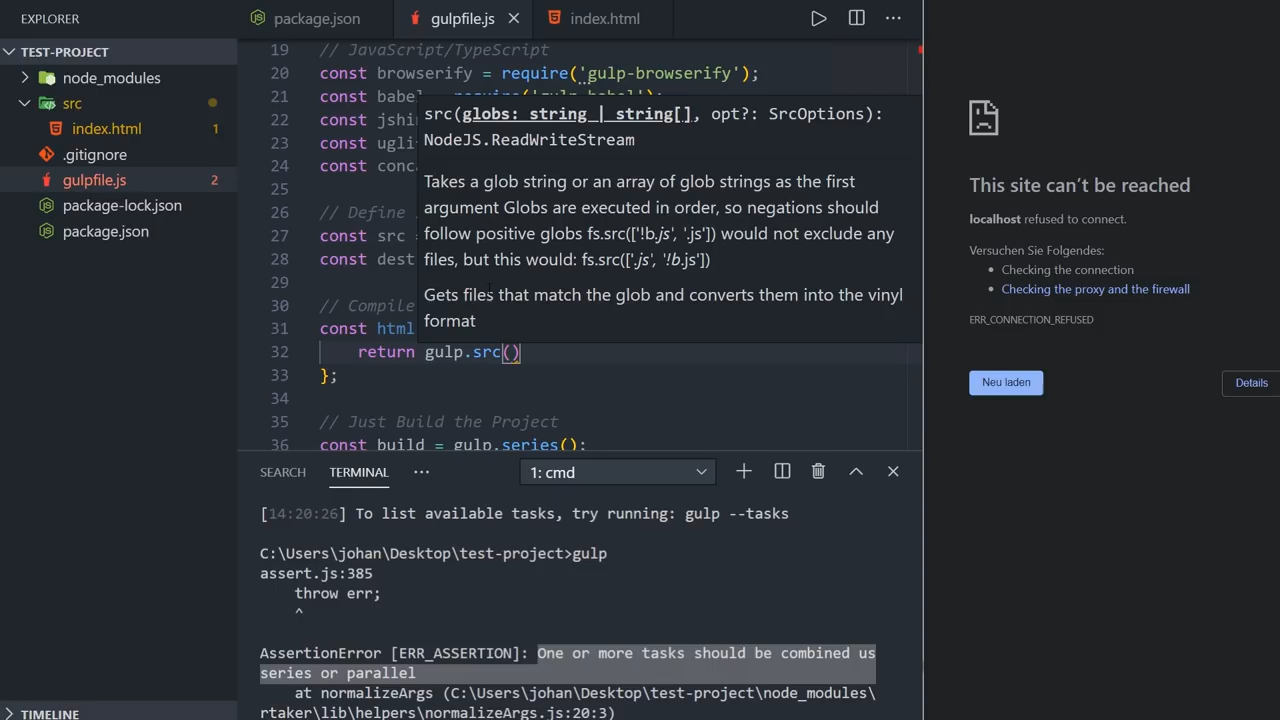 EXPLORER
package.json
gulpfile.js
index.html
TEST-PROJECT
node_modules
src
index.html 1
.gitignore
gulpfile.js 2
package-lock.json
package.json
TIMELINE
19 // JavaScript/TypeScript
20 const browserify = require('gulp-browserify');
21 const babel = require('gulp-babel');
22 const jshin
23 const ugli
24 const conca
25
26 // Define
27 const src =
28 const dest
29
30 // Compile
31 const html
32 return gulp.src()
33 };
34
35 // Just Build the Project
36 const build = gulp.series();
src(globs: string | string[], opt?: SrcOptions):
NodeJS.ReadWriteStream
Takes a glob string or an array of glob strings as the first
argument Globs are executed in order, so negations should
follow positive globs fs.src(['!b.js', '.js']) would not exclude any
files, but this would: fs.src(['.js', '!b.js'])
Gets files that match the glob and converts them into the vinyl
format
SEARCH
TERMINAL
1: cmd
[14:20:26] To list available tasks, try running: gulp --tasks
C:\Users\johan\Desktop\test-project>gulp
assert.js:385
throw err;
^
AssertionError [ERR_ASSERTION]: One or more tasks should be combined us
series or parallel
at normalizeArgs (C:\Users\johan\Desktop\test-project\node_modules\
rtaker\lib\helpers\normalizeArgs.js:20:3)
This site can't be reached
localhost refused to connect.
Versuchen Sie Folgendes:
Checking the connection
Checking the proxy and the firewall
ERR_CONNECTION_REFUSED
Neu laden
Details